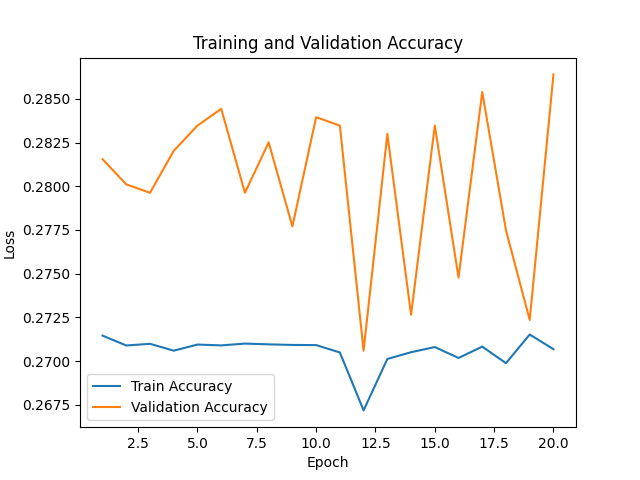 Training and Validation Accuracy
0.2850
0.2825
0.2800
0.2775
0.2750
0.2725
0.2700
0.2675
Loss
Train Accuracy
Validation Accuracy
2.5 5.0 7.5 10.0 12.5 15.0 17.5 20.0
Epoch